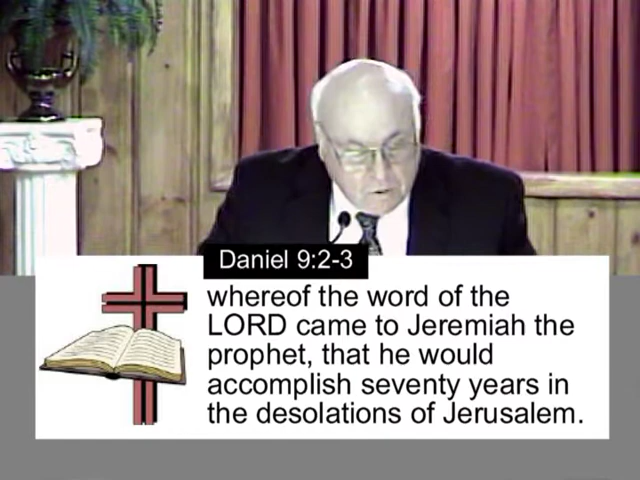 Daniel 9:2-3
whereof the word of the
LORD came to Jeremiah the
prophet, that he would
accomplish seventy years in
the desolations of Jerusalem.